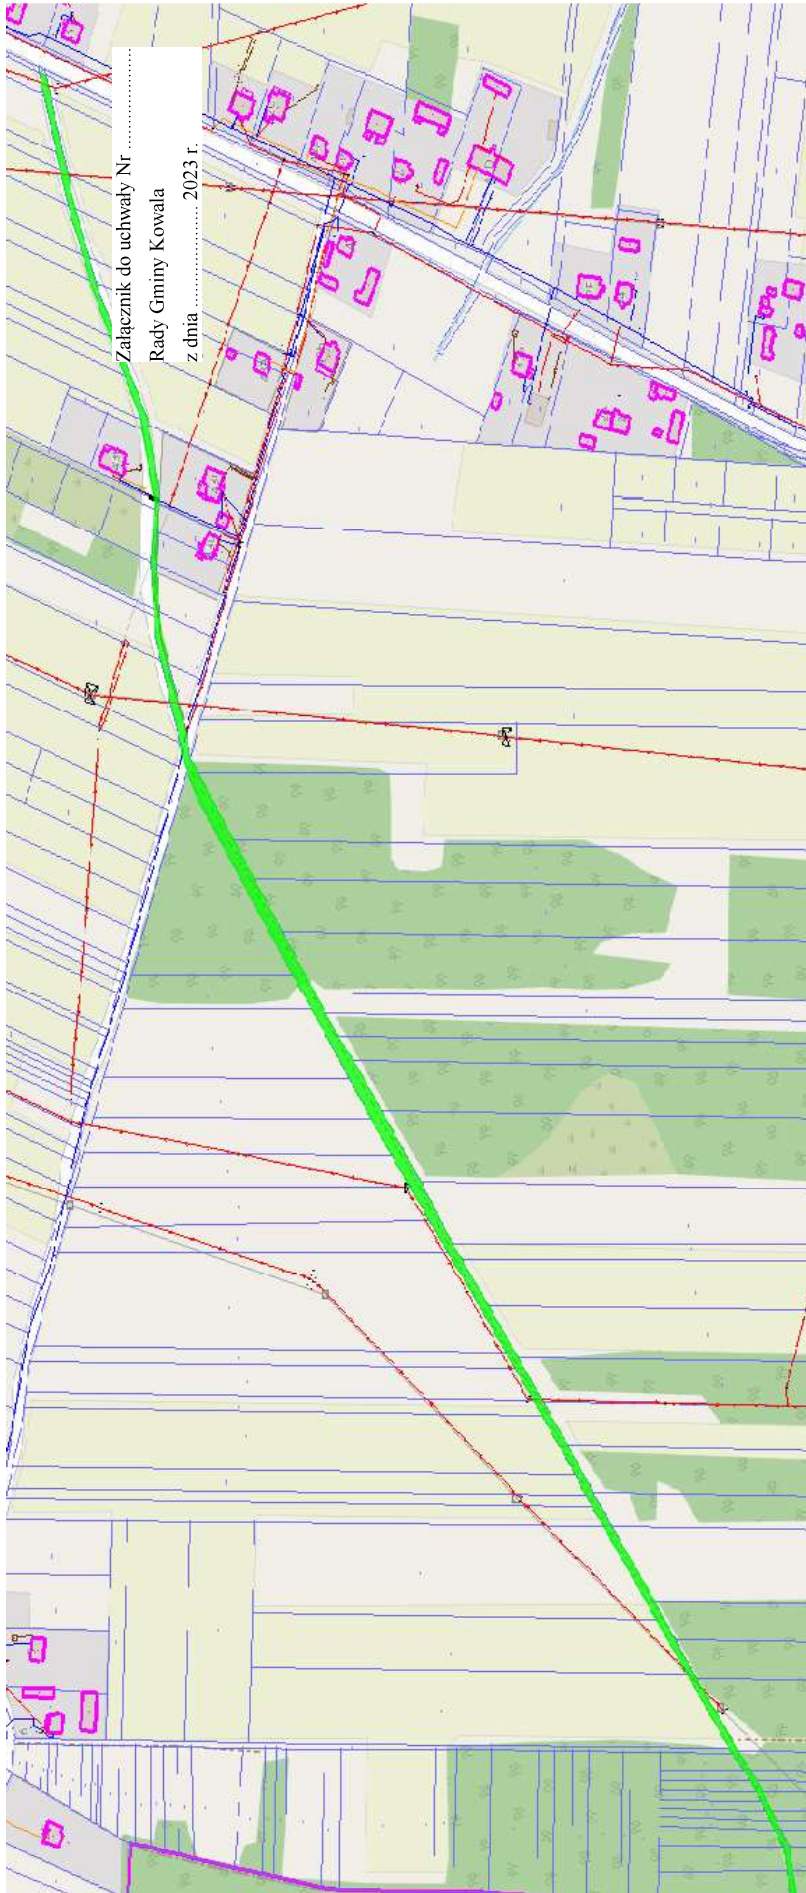 Załącznik do uchwały Nr ....................
Rady Gminy Kowala
z dnia ........................ 2023 r.